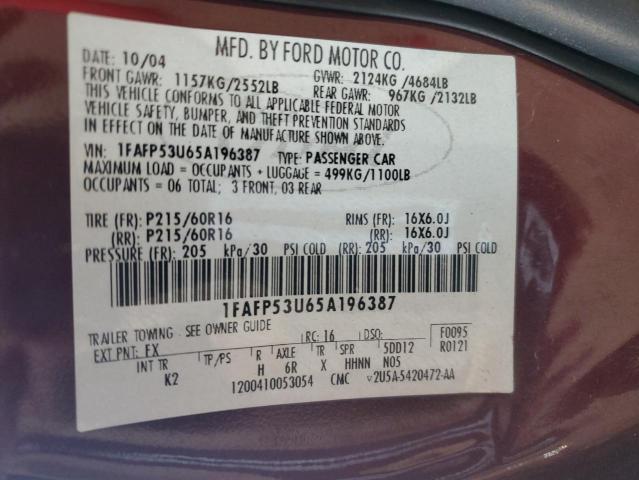 MFD. BY FORD MOTOR CO.
DATE: 10/04 GVWR: 2124KG/4684LB
FRONT GAWR: 1157KG/2552LB REAR GAWR: 967KG/2132LB
THIS VEHICLE CONFORMS TO ALL APPLICABLE FEDERAL MOTOR
VEHICLE SAFETY, BUMPER, AND THEFT PREVENTION STANDARDS
IN EFFECT ON THE DATE OF MANUFACTURE SHOWN ABOVE.
VIN: 1FAFP53U65A196387 TYPE: PASSENGER CAR
MAXIMUM LOAD = OCCUPANTS + LUGGAGE = 499KG/1100LB
OCCUPANTS = 06 TOTAL; 3 FRONT, 03 REAR
TIRE (FR): P215/60R16 RIMS (FR): 16X6.0J
(RR): P215/60R16 (RR): 16X6.0J
PRESSURE (FR): 205 kPa/30 PSI COLD (RR): 205 kPa/30 PSI COLD
1FAFP53U65A196387
TRAILER TOWING - SEE OWNER GUIDE
EXT PNT: FX RC: 16 DSO: F0095
INT TR TP/PS R AXLE TR SPR 5DD12 R0121
K2 H 6R X HHNN N05
1200410053054 CMC v2U5A-5420472-AA